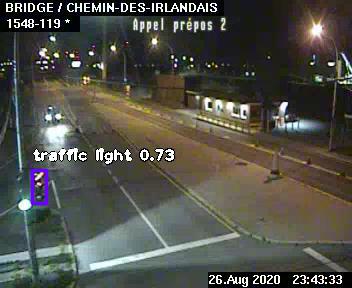 BRIDGE / CHEMIN-DES-IRLANDAIS
1548-119 *
Appel prépos 2
traffic light 0.73
26.Aug 2020 23:43:33